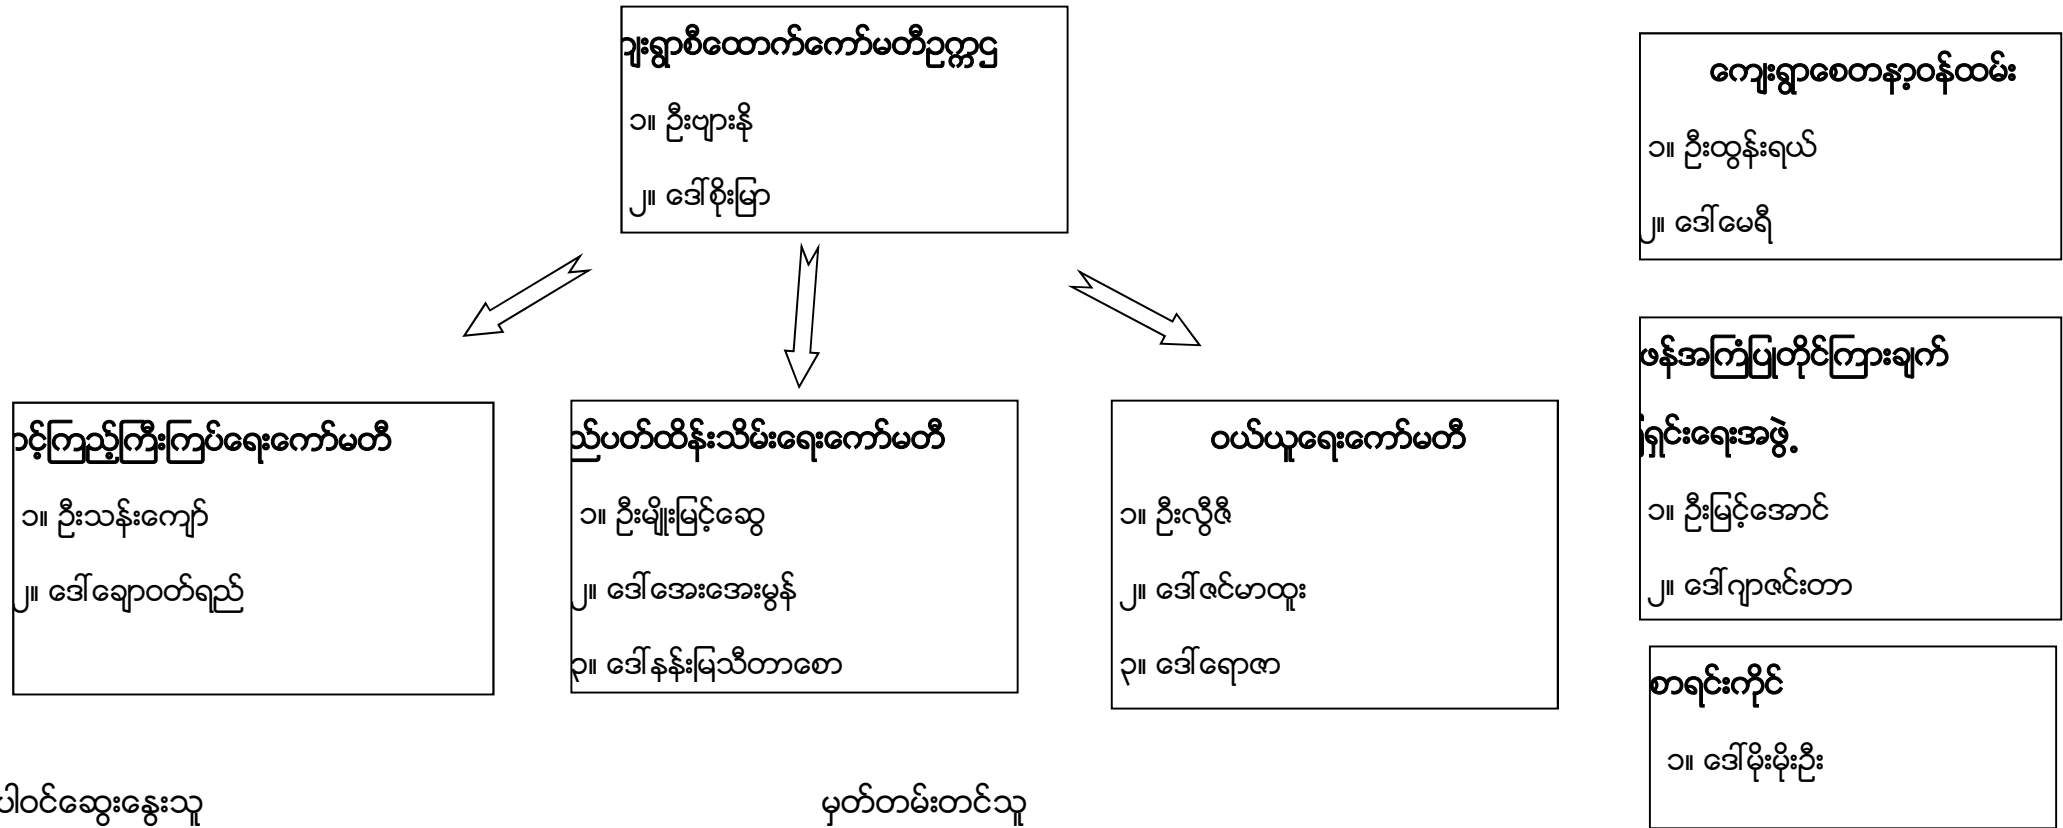 ျးရွာစီထောက်ကော်မတီဥက္ကဌ
၁။ ဦးဗျားနို
၂။ ဒေါ်စိုးမြာ
ကျေးရွာစေတနာ့ဝန်ထမ်း
၁။ ဦးထွန်းရယ်
၂။ ဒေါ်မေရီ
င့်ကြည့်ကြီးကြပ်ရေးကော်မတီ
၁။ ဦးသန်းကျော်
၂။ ဒေါ်ချောဝတ်ရည်
ည်ပတ်ထိန်းသိမ်းရေးကော်မတီ
၁။ ဦးမျိုးမြင့်ဆွေ
၂။ ဒေါ်အေးအေးမွန်
၃။ ဒေါ်နန်းမြသီတာစော
ဝယ်ယူရေးကော်မတီ
၁။ ဦးလွီဇီ
၂။ ဒေါ်ဇင်မာထူး
၃။ ဒေါ်ရောဇာ
ဖန်အကြံပြုတိုင်ကြားချက်
ရှင်းရေးအဖွဲ့
၁။ ဦးမြင့်အောင်
၂။ ဒေါ်ဂျာဇင်းတာ
စာရင်းကိုင်
၁။ ဒေါ်မိုးမိုးဦး
ပါဝင်ဆွေးနွေးသူ
မှတ်တမ်းတင်သူ